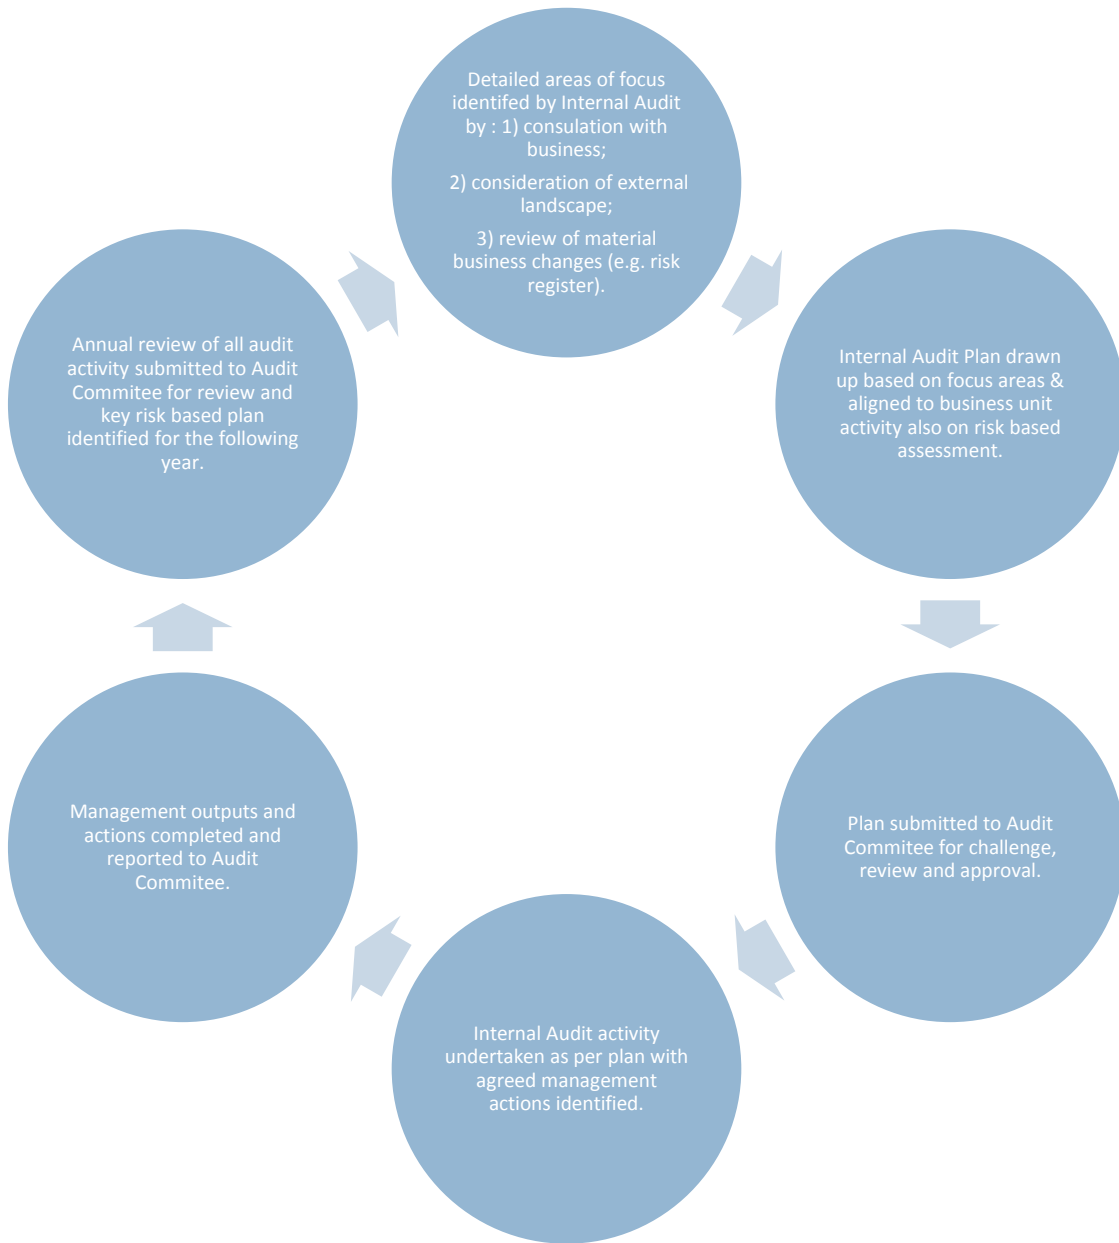 Detailed areas of focus
identifed by Internal Audit
by : 1) consulation with
business;
2) consideration of external
landscape;
3) review of material
business changes (e.g. risk
register).
Internal Audit Plan drawn
up based on focus areas &
aligned to business unit
activity also on risk based
assessment.
Plan submitted to Audit
Commitee for challenge,
review and approval.
Internal Audit activity
undertaken as per plan with
agreed management
actions identified.
Management outputs and
actions completed and
reported to Audit
Commitee.
Annual review of all audit
activity submitted to Audit
Commitee for review and
key risk based plan
identified for the following
year.